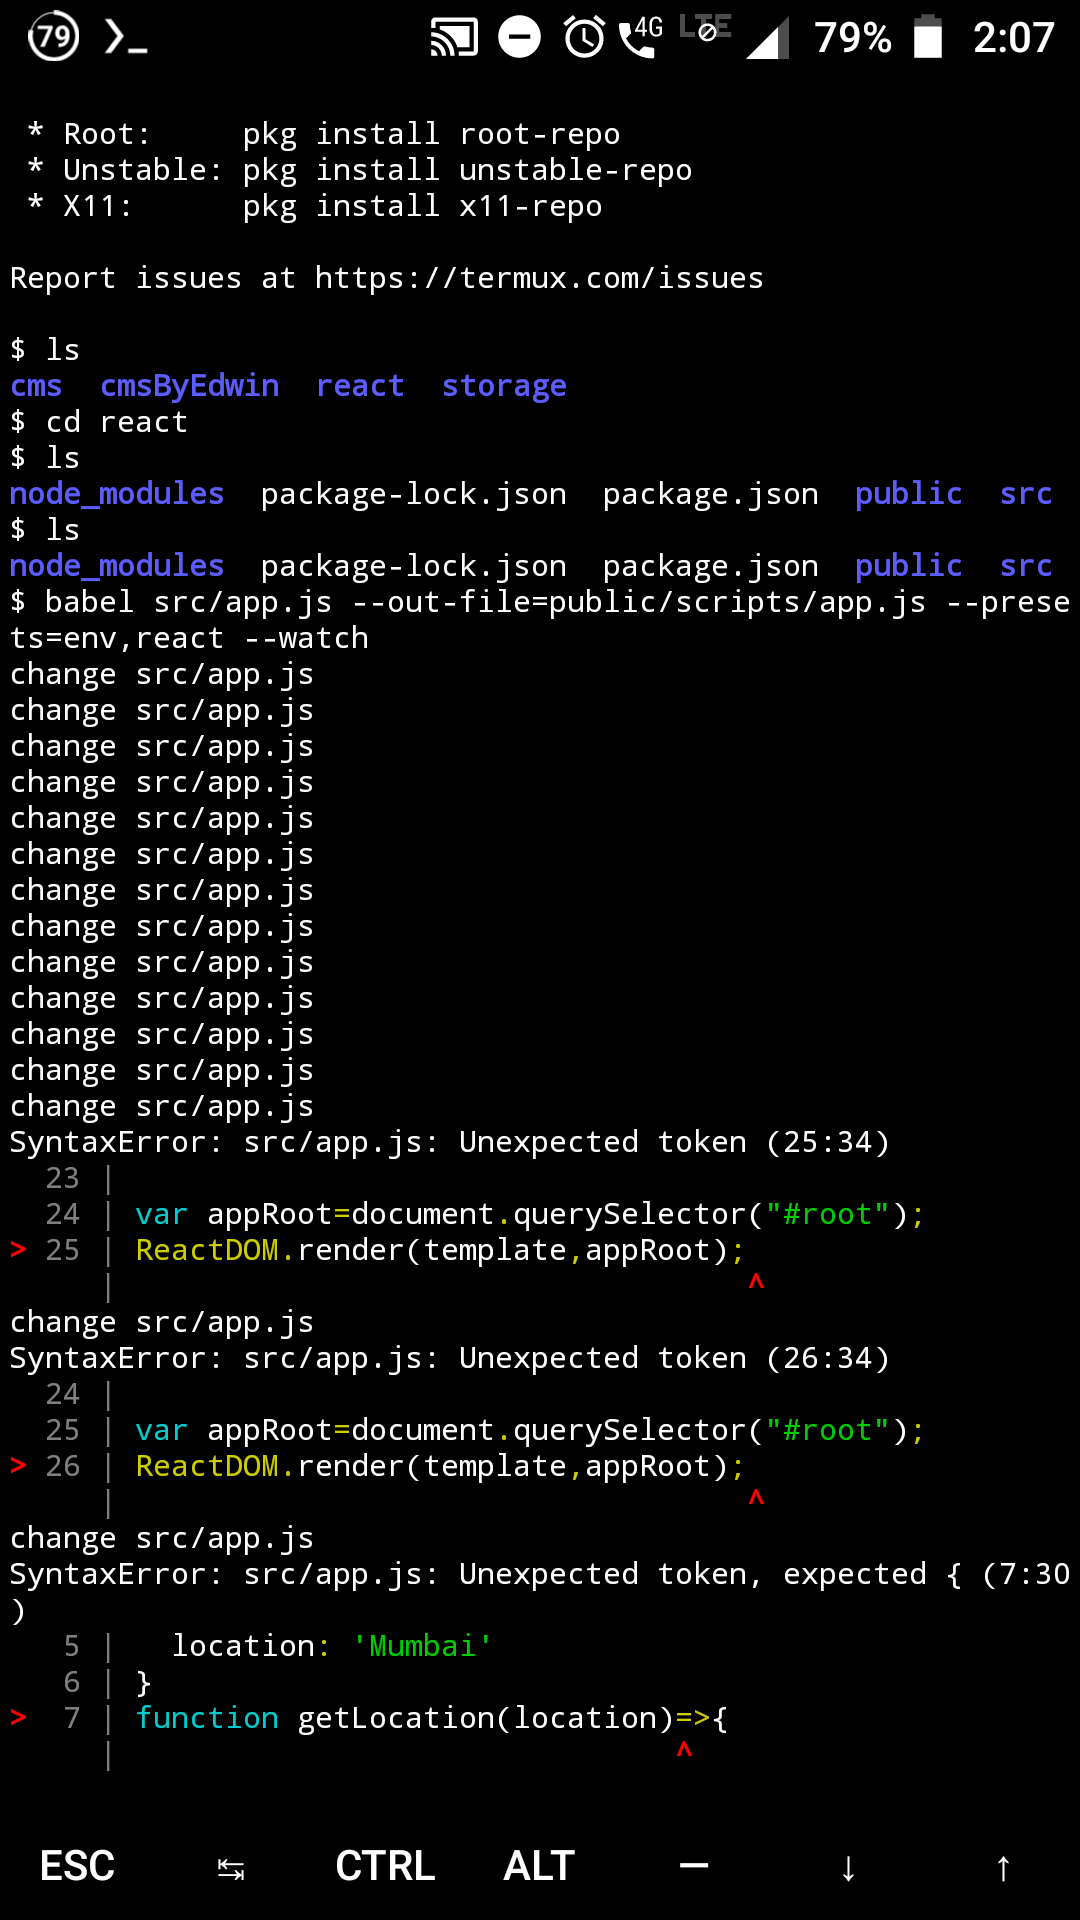 79 >_ 4G LTE 79% 2:07
* Root:     pkg install root-repo
* Unstable: pkg install unstable-repo
* X11:      pkg install x11-repo
Report issues at https://termux.com/issues
$ ls
cms  cmsByEdwin  react  storage
$ cd react
$ ls
node_modules  package-lock.json  package.json  public  src
$ ls
node_modules  package-lock.json  package.json  public  src
$ babel src/app.js --out-file=public/scripts/app.js --prese
ts=env,react --watch
change src/app.js
change src/app.js
change src/app.js
change src/app.js
change src/app.js
change src/app.js
change src/app.js
change src/app.js
change src/app.js
change src/app.js
change src/app.js
change src/app.js
change src/app.js
SyntaxError: src/app.js: Unexpected token (25:34)
  23 |
  24 | var appRoot=document.querySelector("#root");
> 25 | ReactDOM.render(template,appRoot);
     |                                   ^
change src/app.js
SyntaxError: src/app.js: Unexpected token (26:34)
  24 |
  25 | var appRoot=document.querySelector("#root");
> 26 | ReactDOM.render(template,appRoot);
     |                                   ^
change src/app.js
SyntaxError: src/app.js: Unexpected token, expected { (7:30
)
   5 |   location: 'Mumbai'
   6 | }
>  7 | function getLocation(location)=>{
     |                               ^
ESC ↹ CTRL ALT — ↓ ↑